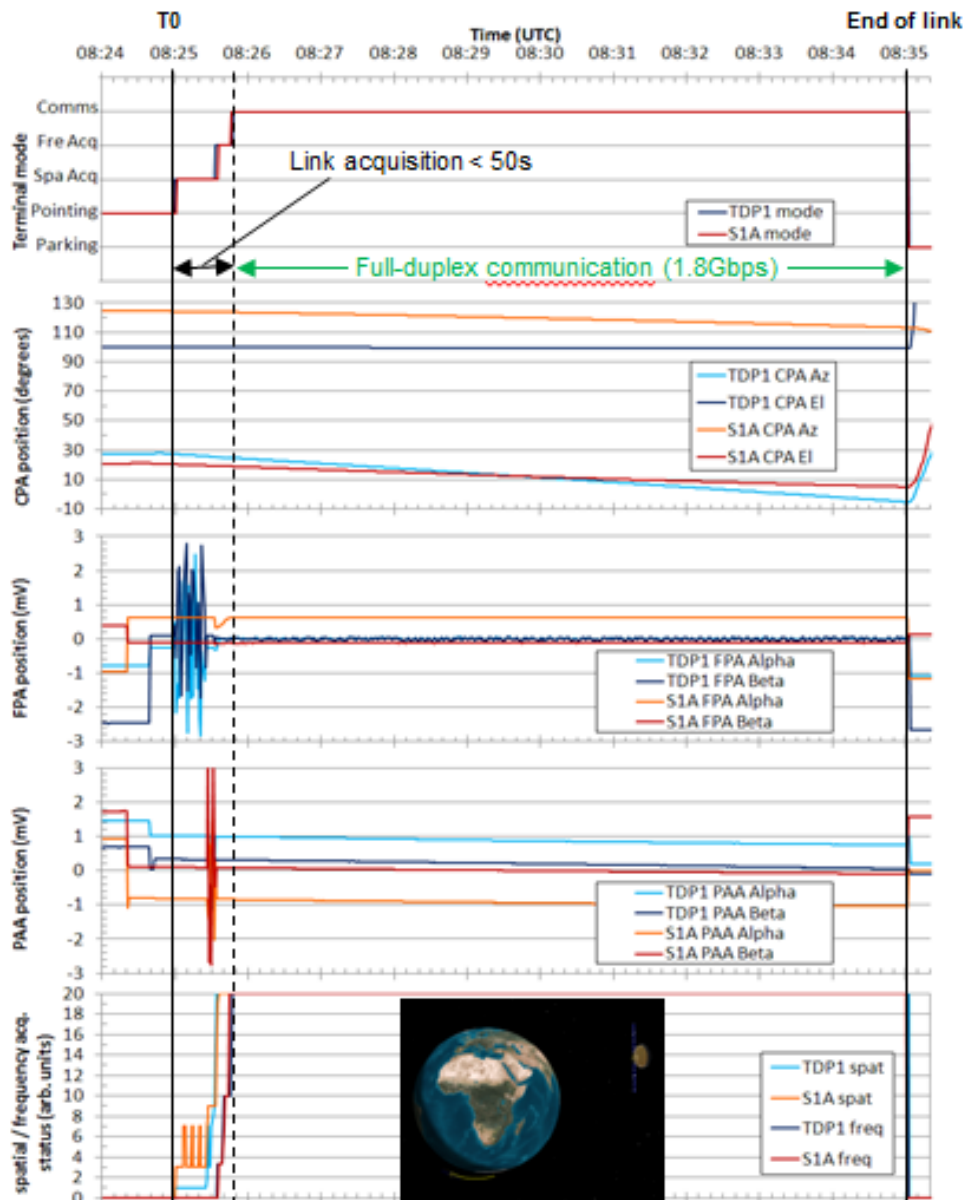 T0
End of link
Time (UTC)
08:24 08:25 08:26 08:27 08:28 08:29 08:30 08:31 08:32 08:33 08:34 08:35
Terminal mode
Comms
Fre Acq
Spa Acq
Pointing
Parking
Link acquisition < 50s
TDP1 mode
S1A mode
Full-duplex communication (1.8Gbps)
CPA position (degrees)
130
110
90
70
50
30
10
-10
TDP1 CPA Az
TDP1 CPA El
S1A CPA Az
S1A CPA El
FPA position (mV)
3
2
1
0
-1
-2
-3
TDP1 FPA Alpha
TDP1 FPA Beta
S1A FPA Alpha
S1A FPA Beta
PAA position (mV)
3
2
1
0
-1
-2
-3
TDP1 PAA Alpha
TDP1 PAA Beta
S1A PAA Alpha
S1A PAA Beta
spatial / frequency acq.
status (arb. units)
20
18
16
14
12
10
8
6
4
2
0
TDP1 spat
S1A spat
TDP1 freq
S1A freq